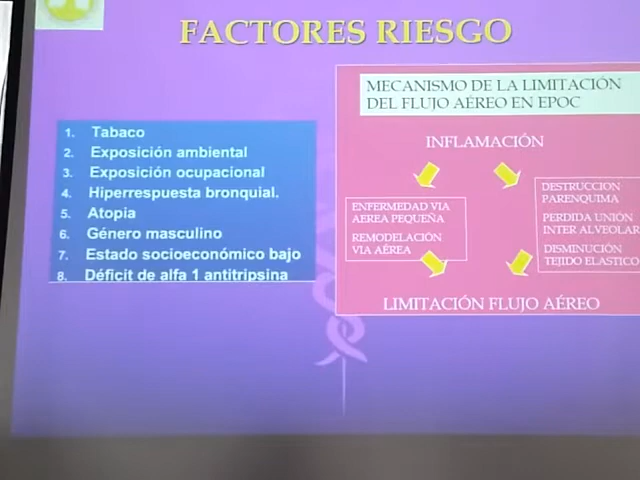 FACTORES RIESGO
1. Tabaco
2. Exposición ambiental
3. Exposición ocupacional
4. Hiperrespuesta bronquial.
5. Atopia
6. Género masculino
7. Estado socioeconómico bajo
8. Déficit de alfa 1 antitripsina
MECANISMO DE LA LIMITACIÓN
DEL FLUJO AÉREO EN EPOC
INFLAMACIÓN
ENFERMEDAD VIA
AEREA PEQUEÑA
REMODELACIÓN
VIA AÉREA
DESTRUCCION
PARENQUIMA
PERDIDA UNIÓN
INTER ALVEOLAR
DISMINUCIÓN
TEJIDO ELASTICO
LIMITACIÓN FLUJO AÉREO